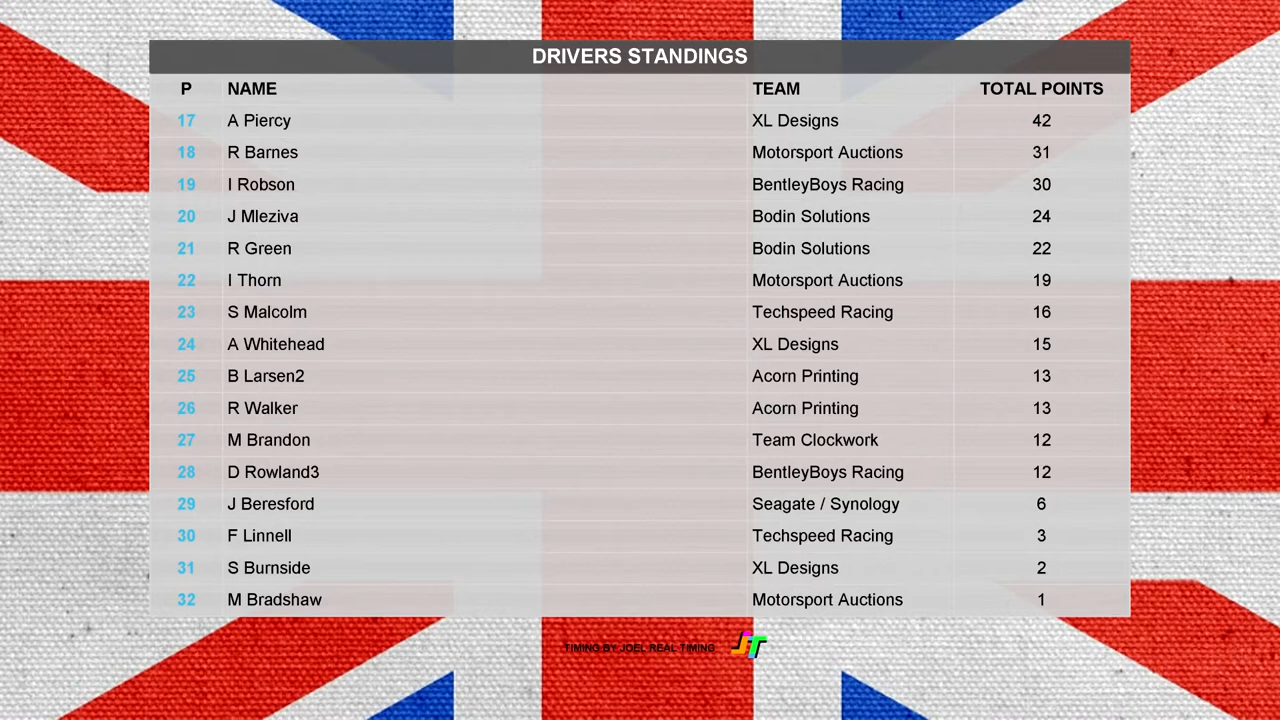 DRIVERS STANDINGS
P NAME TEAM TOTAL POINTS
17 A Piercy XL Designs 42
18 R Barnes Motorsport Auctions 31
19 I Robson BentleyBoys Racing 30
20 J Mleziva Bodin Solutions 24
21 R Green Bodin Solutions 22
22 I Thorn Motorsport Auctions 19
23 S Malcolm Techspeed Racing 16
24 A Whitehead XL Designs 15
25 B Larsen2 Acorn Printing 13
26 R Walker Acorn Printing 13
27 M Brandon Team Clockwork 12
28 D Rowland3 BentleyBoys Racing 12
29 J Beresford Seagate / Synology 6
30 F Linnell Techspeed Racing 3
31 S Burnside XL Designs 2
32 M Bradshaw Motorsport Auctions 1
TIMING BY JOEL REAL TIMING JT